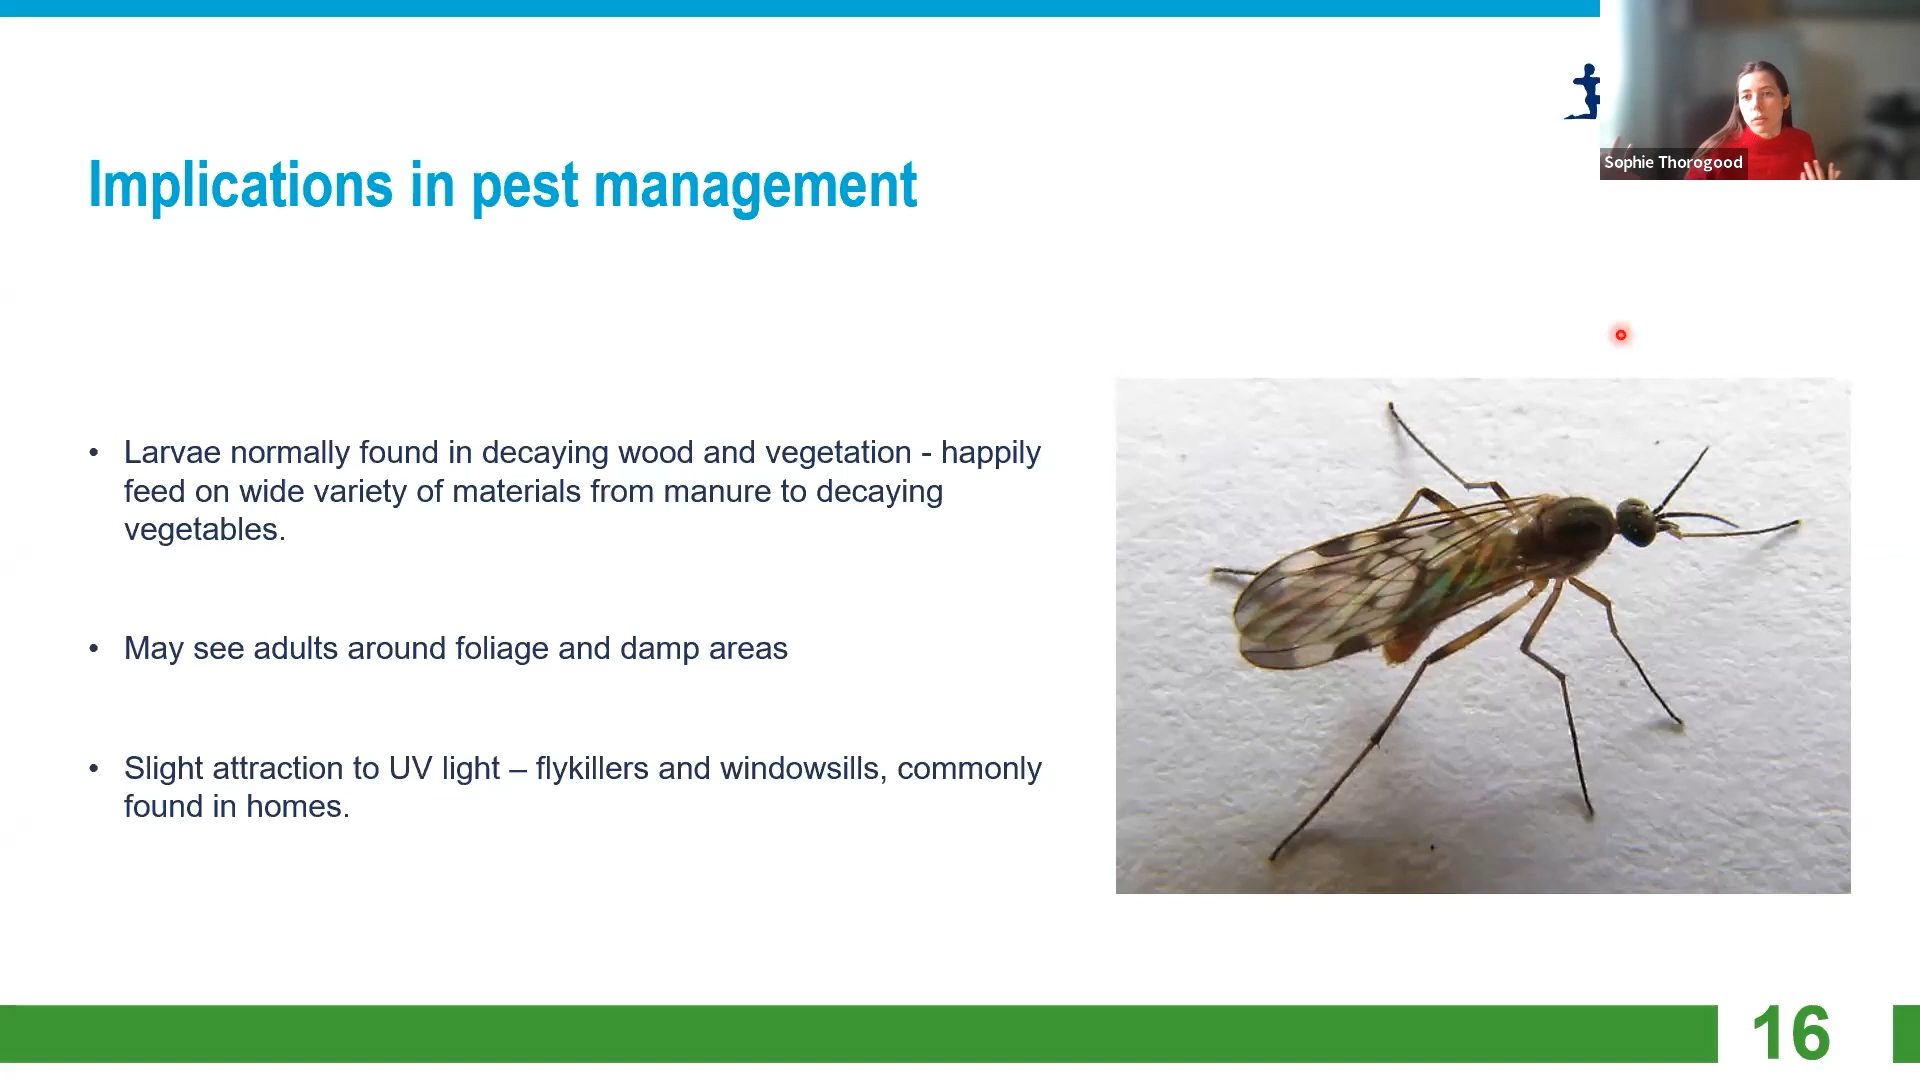 Sophie Thorogood
Implications in pest management
• Larvae normally found in decaying wood and vegetation - happily
feed on wide variety of materials from manure to decaying
vegetables.
• May see adults around foliage and damp areas
• Slight attraction to UV light – flykillers and windowsills, commonly
found in homes.
16